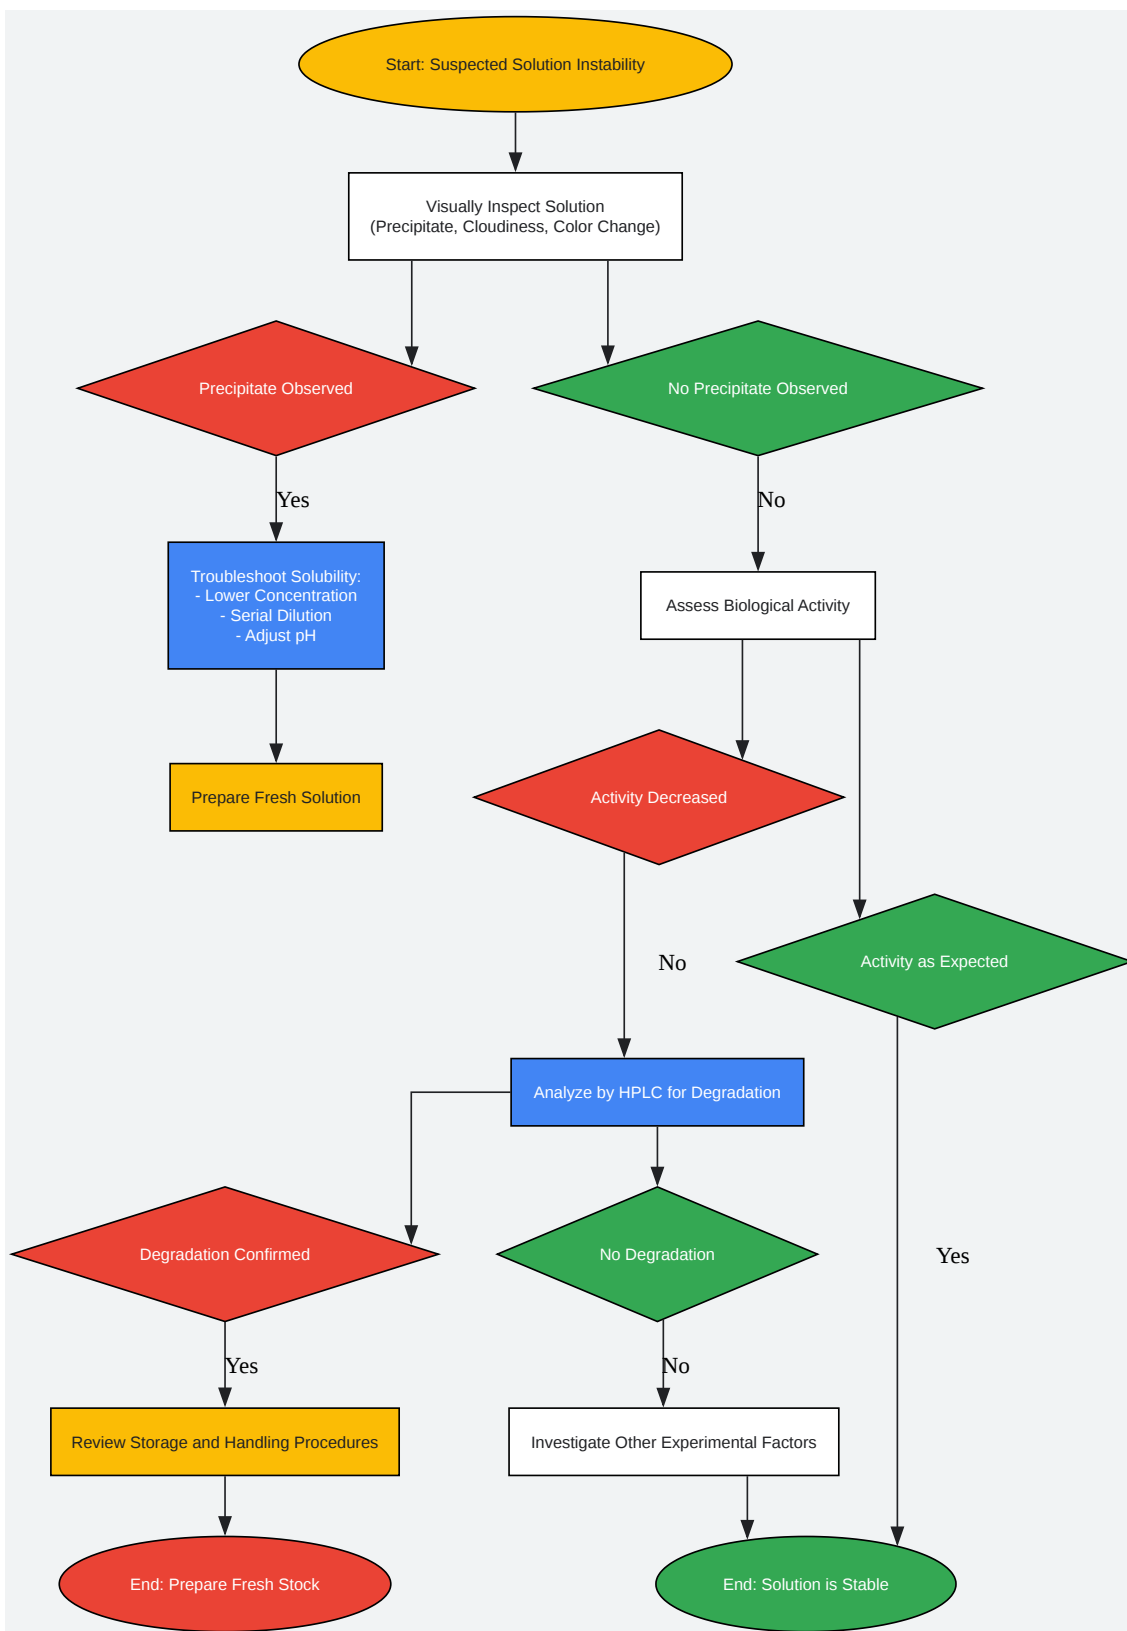 Start: Suspected Solution Instability
Visually Inspect Solution
(Precipitate, Cloudiness, Color Change)
Precipitate Observed
No Precipitate Observed
Yes
No
Troubleshoot Solubility:
- Lower Concentration
- Serial Dilution
- Adjust pH
Assess Biological Activity
Prepare Fresh Solution
Activity Decreased
Activity as Expected
No
Analyze by HPLC for Degradation
Degradation Confirmed
No Degradation
Yes
Yes
No
Review Storage and Handling Procedures
Investigate Other Experimental Factors
End: Prepare Fresh Stock
End: Solution is Stable